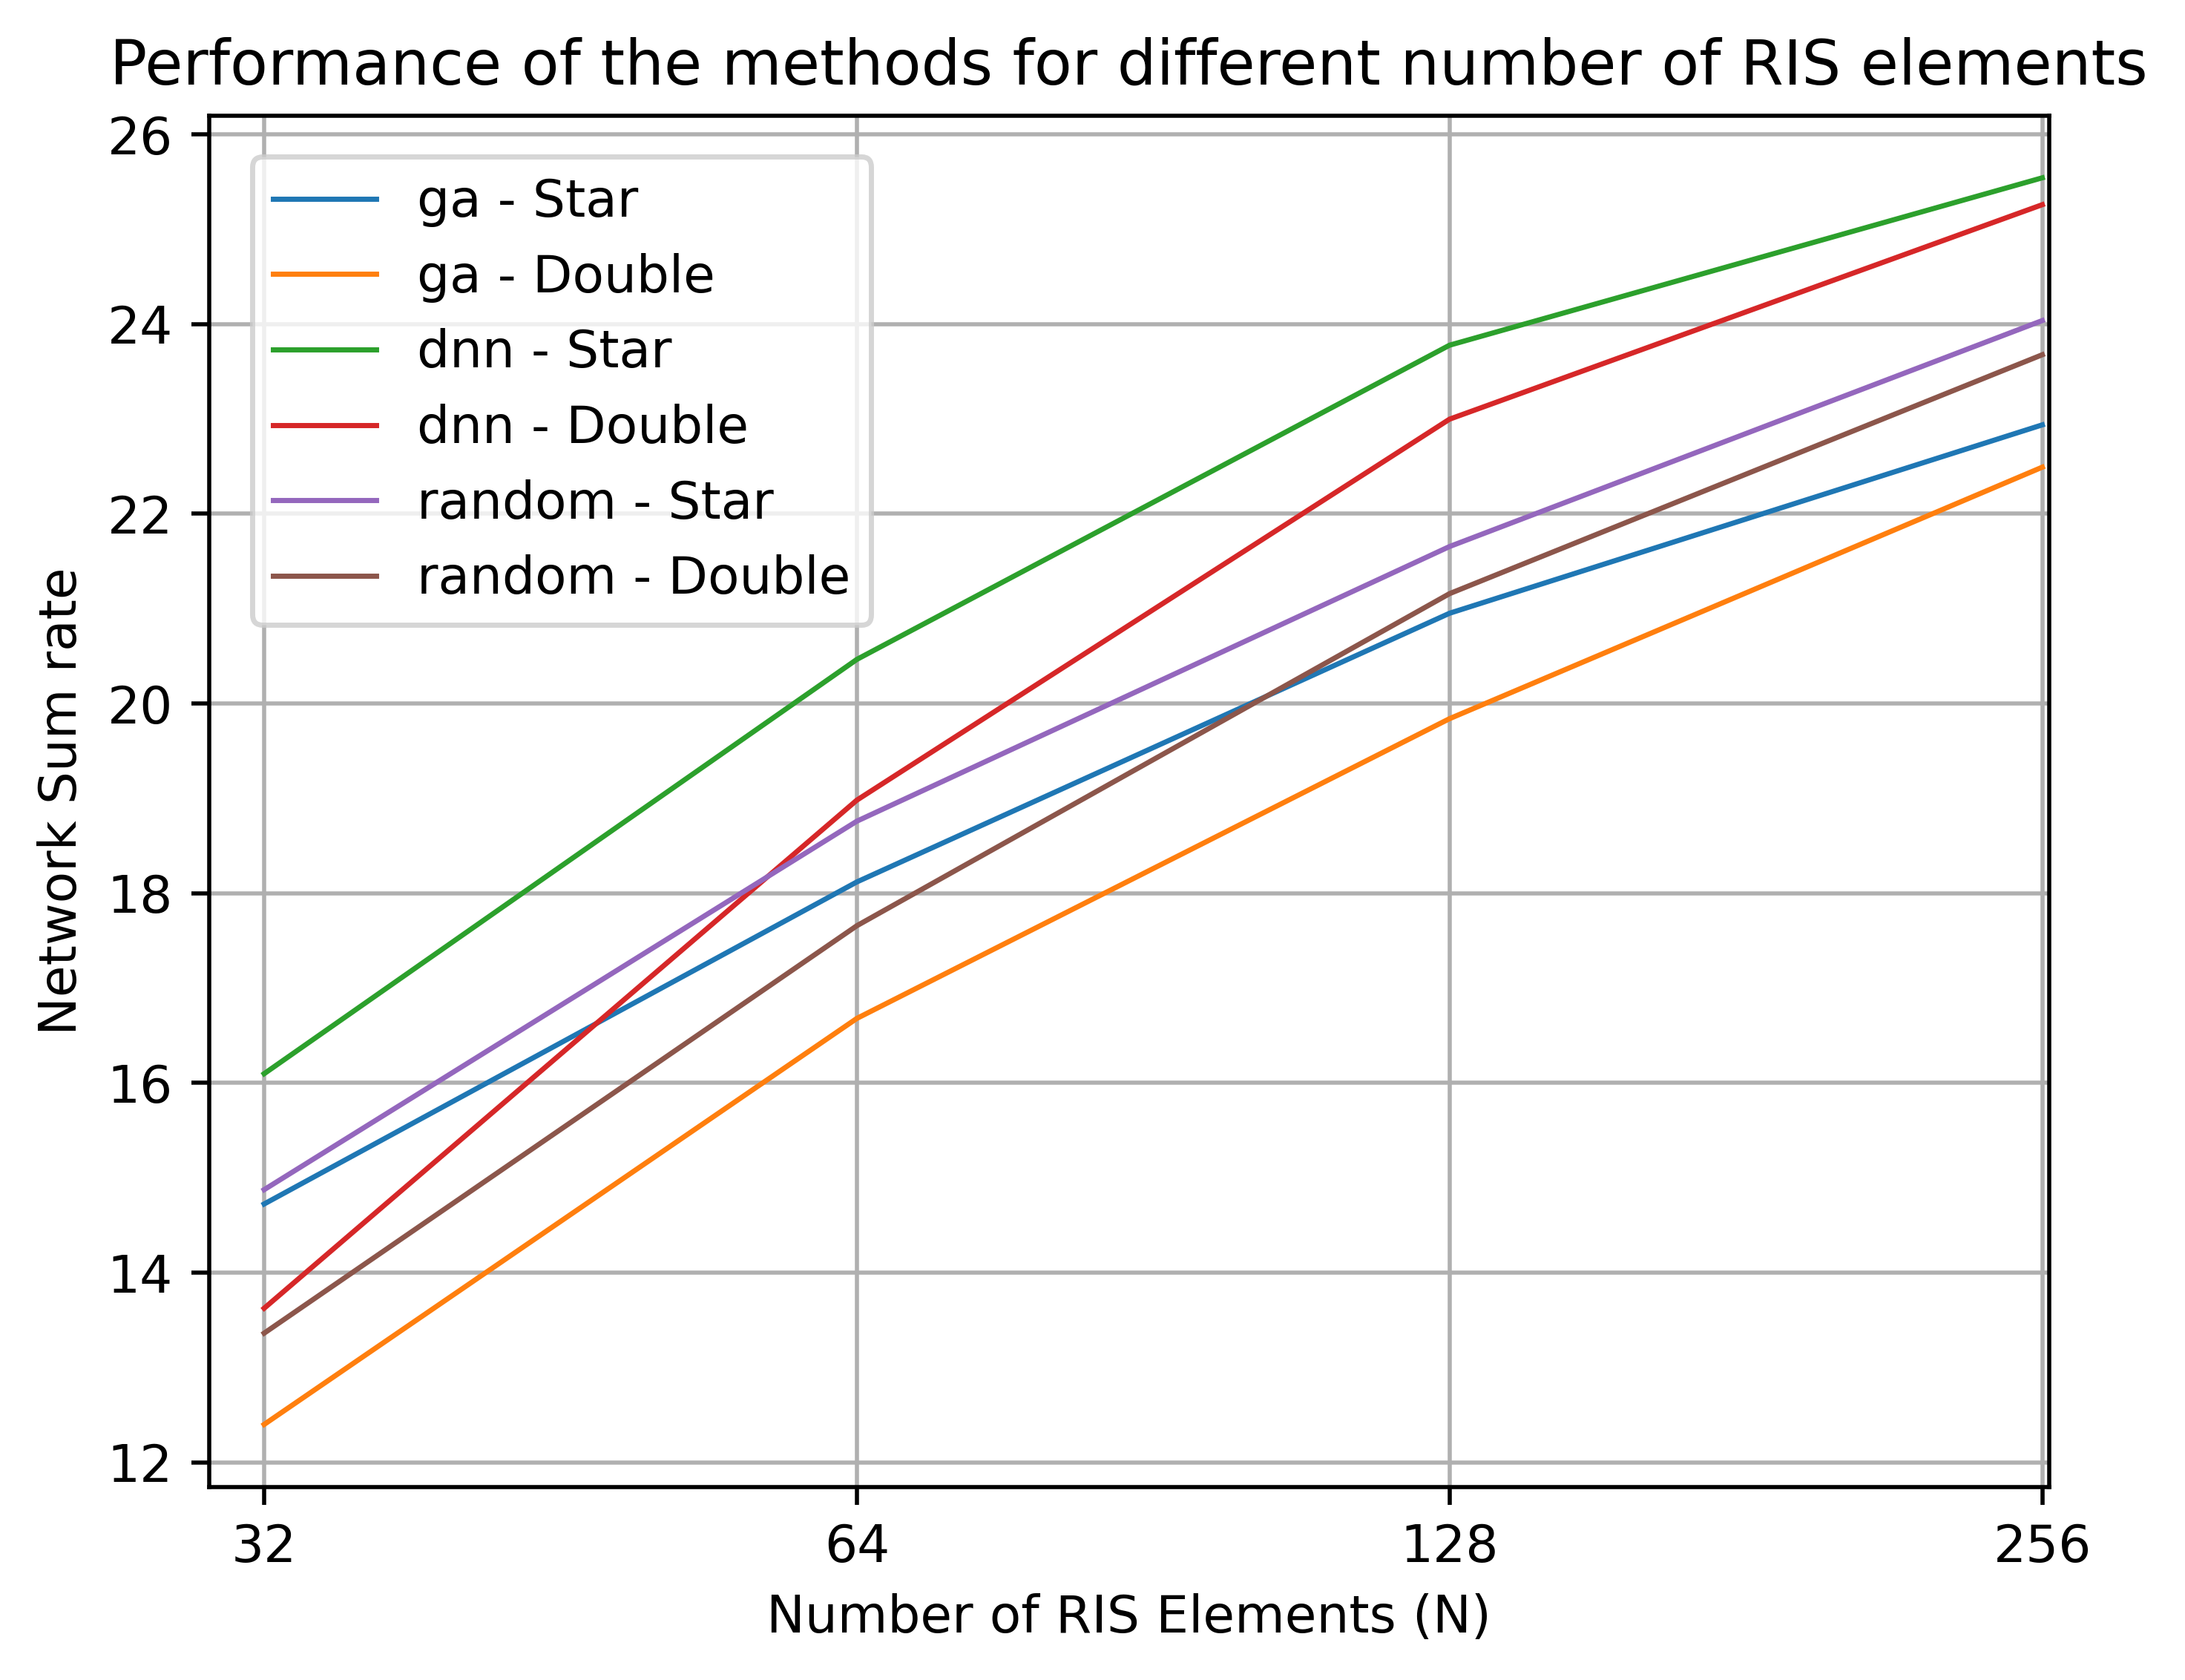 Performance of the methods for different number of RIS elements
26
24
22
20
18
16
14
12
Network Sum rate
ga - Star
ga - Double
dnn - Star
dnn - Double
random - Star
random - Double
32 64 128 256
Number of RIS Elements (N)